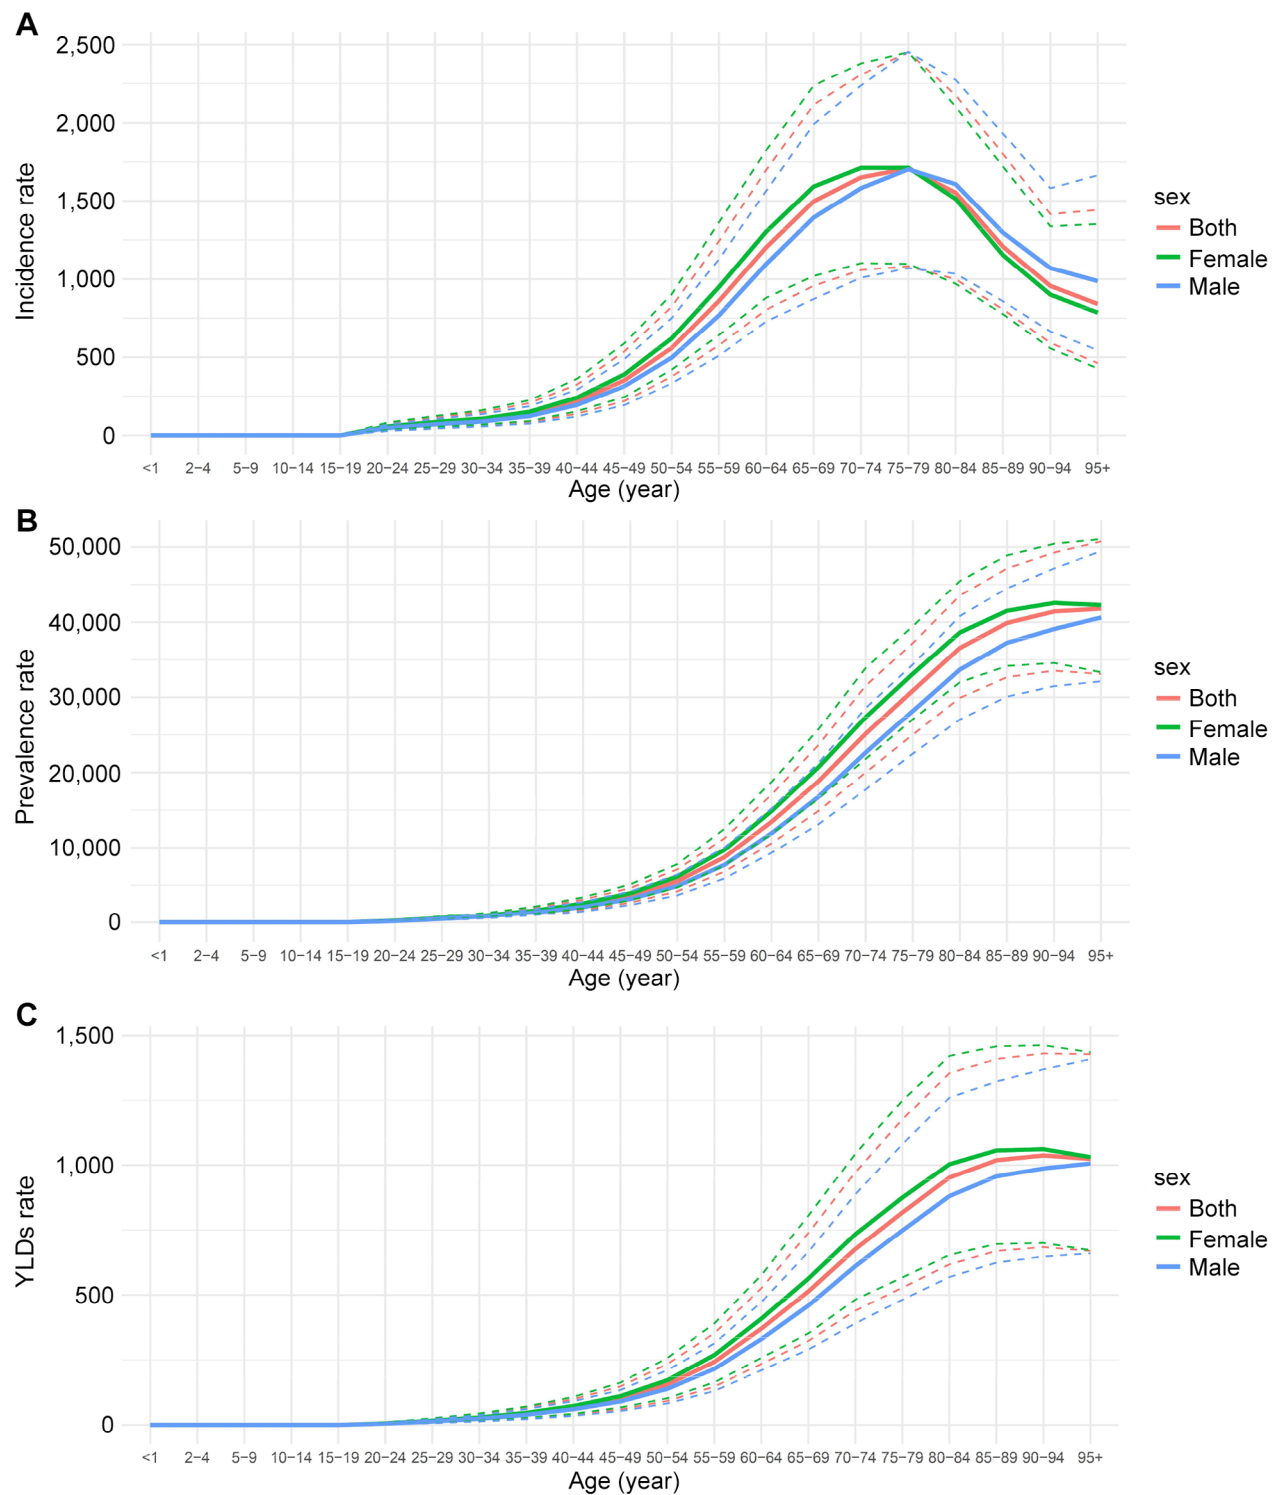 A
2,500
2,000
1,500
1,000
500
0
Incidence rate
<1 2−4 5−9 10−14 15−19 20−24 25−29 30−34 35−39 40−44 45−49 50−54 55−59 60−64 65−69 70−74 75−79 80−84 85−89 90−94 95+
Age (year)
sex
Both
Female
Male
B
50,000
40,000
30,000
20,000
10,000
0
Prevalence rate
<1 2−4 5−9 10−14 15−19 20−24 25−29 30−34 35−39 40−44 45−49 50−54 55−59 60−64 65−69 70−74 75−79 80−84 85−89 90−94 95+
Age (year)
sex
Both
Female
Male
C
1,500
1,000
500
0
YLDs rate
<1 2−4 5−9 10−14 15−19 20−24 25−29 30−34 35−39 40−44 45−49 50−54 55−59 60−64 65−69 70−74 75−79 80−84 85−89 90−94 95+
Age (year)
sex
Both
Female
Male